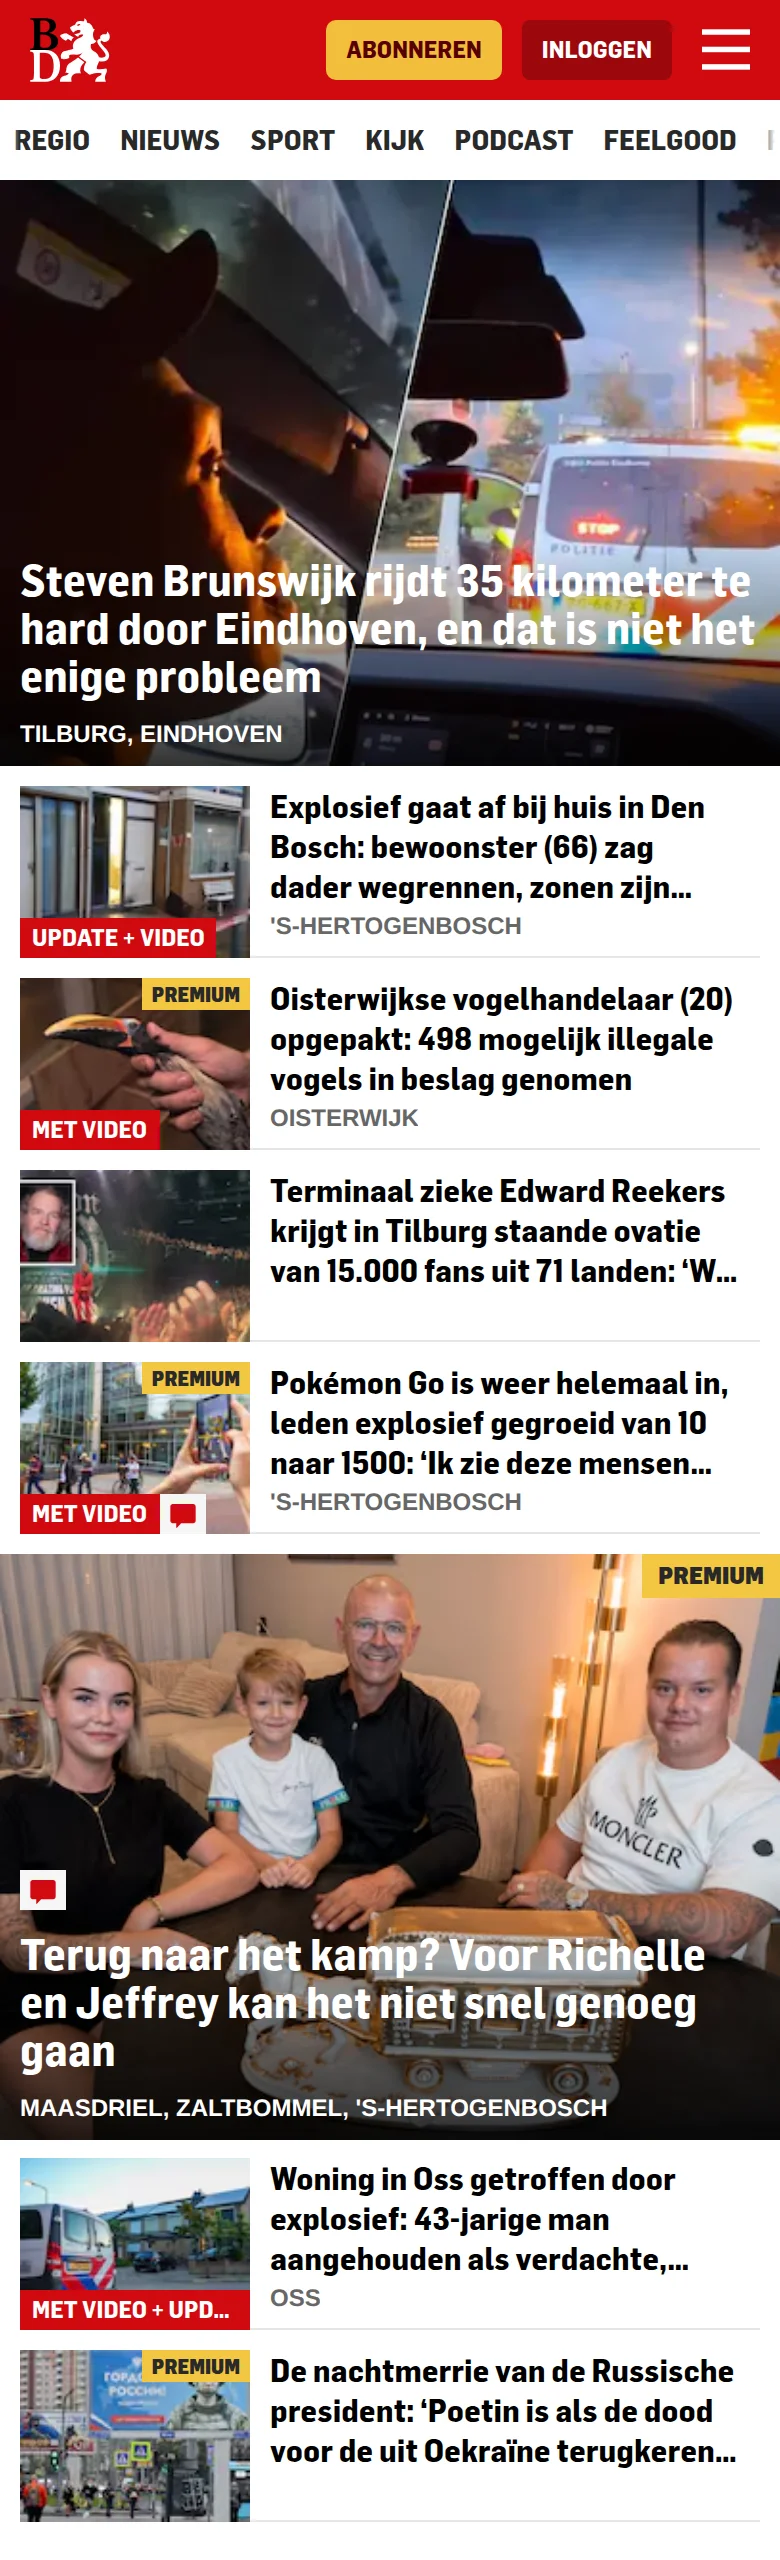 BD
ABONNEREN
INLOGGEN
REGIO NIEUWS SPORT KIJK PODCAST FEELGOOD
STOP
POLITIE
Steven Brunswijk rijdt 35 kilometer te
hard door Eindhoven, en dat is niet het
enige probleem
TILBURG, EINDHOVEN
Explosief gaat af bij huis in Den
Bosch: bewoonster (66) zag
dader wegrennen, zonen zijn...
'S-HERTOGENBOSCH
UPDATE + VIDEO
PREMIUM
Oisterwijkse vogelhandelaar (20)
opgepakt: 498 mogelijk illegale
vogels in beslag genomen
OISTERWIJK
MET VIDEO
Terminaal zieke Edward Reekers
krijgt in Tilburg staande ovatie
van 15.000 fans uit 71 landen: ‘W...
PREMIUM
Pokémon Go is weer helemaal in,
leden explosief gegroeid van 10
naar 1500: ‘Ik zie deze mensen...
'S-HERTOGENBOSCH
MET VIDEO
PREMIUM
MONCLER
Terug naar het kamp? Voor Richelle
en Jeffrey kan het niet snel genoeg
gaan
MAASDRIEL, ZALTBOMMEL, 'S-HERTOGENBOSCH
Woning in Oss getroffen door
explosief: 43-jarige man
aangehouden als verdachte,...
OSS
MET VIDEO + UPD...
PREMIUM
РОССИИ!
De nachtmerrie van de Russische
president: ‘Poetin is als de dood
voor de uit Oekraïne terugkeren...